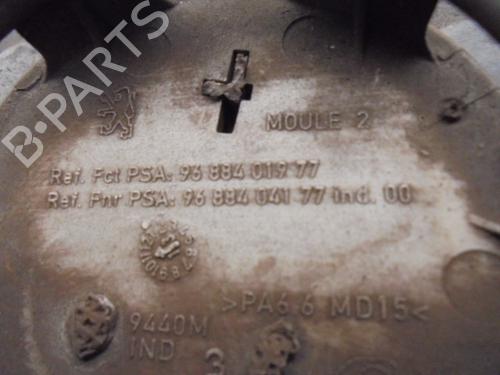 B-PARTS
MOULE 2
Ref. Fct PSA: 96 884 019 77
Ref. Fnr PSA: 96 884 041 77 ind. 00
>PA6.6 MD15<
9440M
IND 3